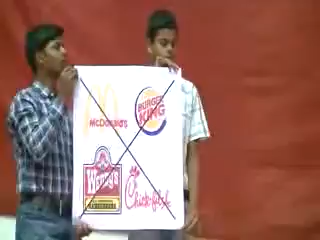 McDONALD'S
BURGER
KING
Wendy's
Chick-fil-A